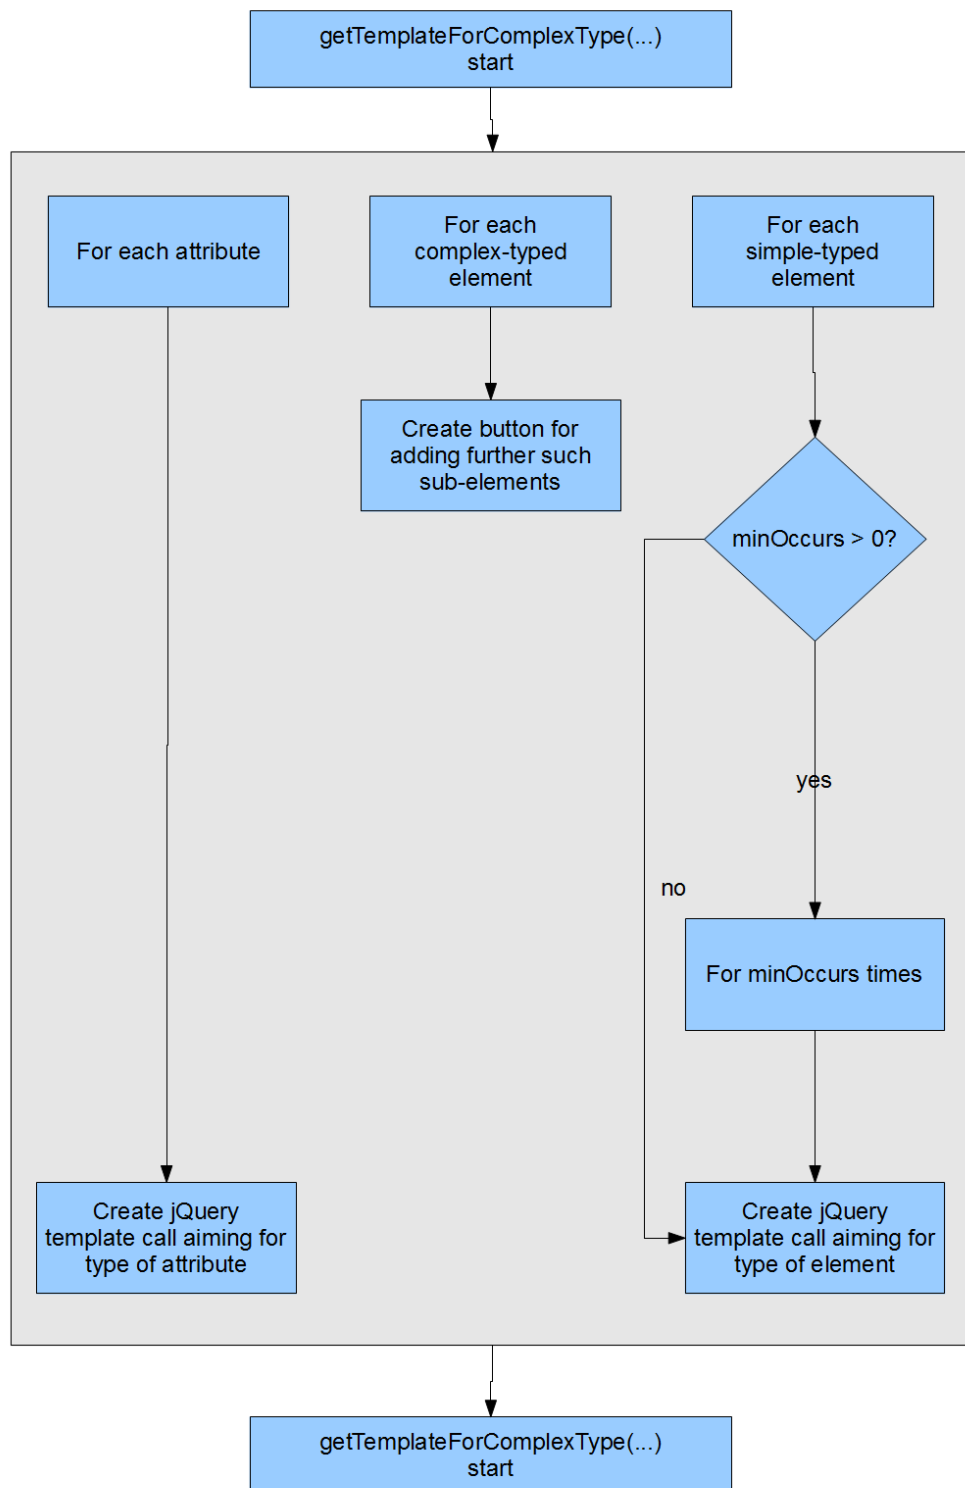 getTemplateForComplexType(...)
start
For each attribute
For each
complex-typed
element
For each
simple-typed
element
Create button for
adding further such
sub-elements
minOccurs > 0?
yes
no
For minOccurs times
Create jQuery
template call aiming for
type of attribute
Create jQuery
template call aiming for
type of element
getTemplateForComplexType(...)
start